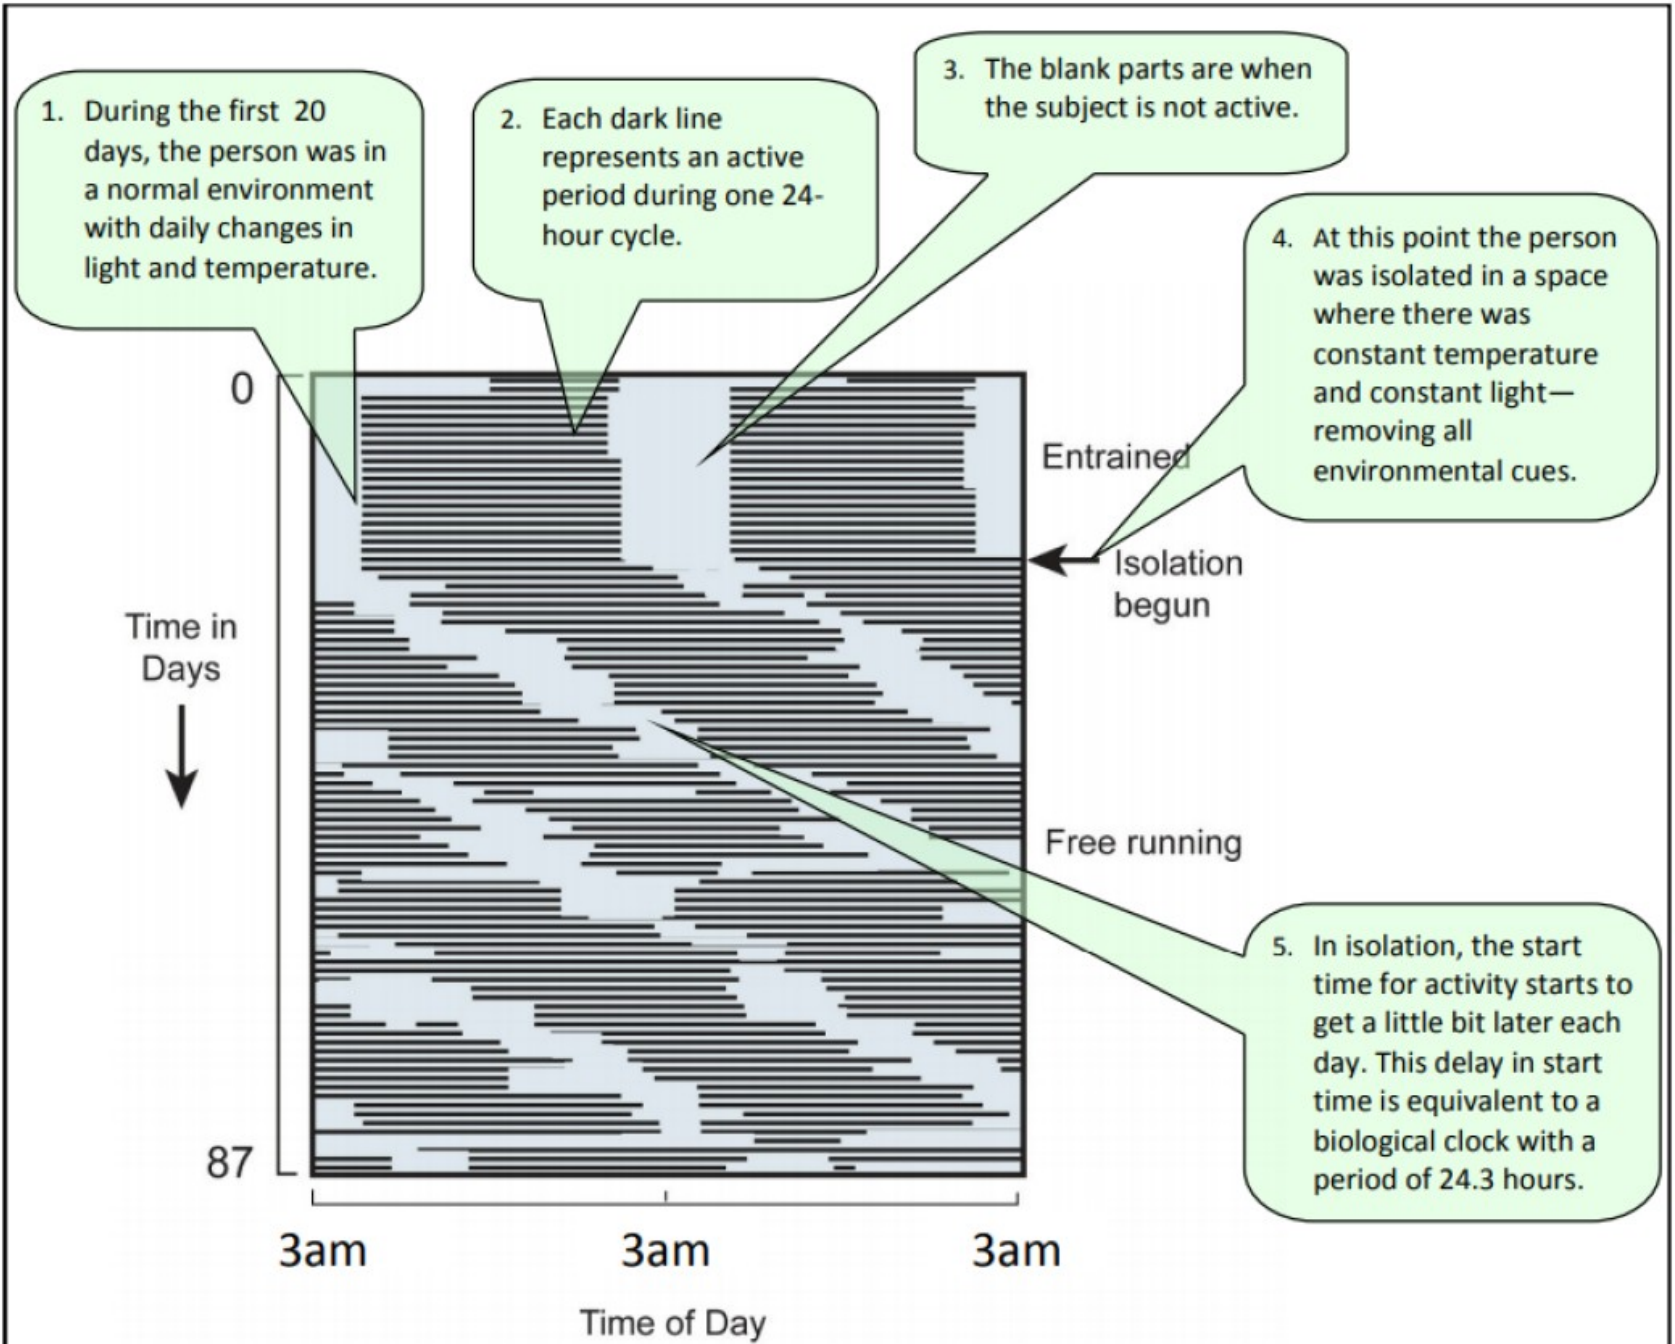 1. During the first 20
days, the person was in
a normal environment
with daily changes in
light and temperature.
2. Each dark line
represents an active
period during one 24-
hour cycle.
3. The blank parts are when
the subject is not active.
4. At this point the person
was isolated in a space
where there was
constant temperature
and constant light—
removing all
environmental cues.
0
Entrained
Isolation
begun
Time in
Days
Free running
5. In isolation, the start
time for activity starts to
get a little bit later each
day. This delay in start
time is equivalent to a
biological clock with a
period of 24.3 hours.
87
3am 3am 3am
Time of Day